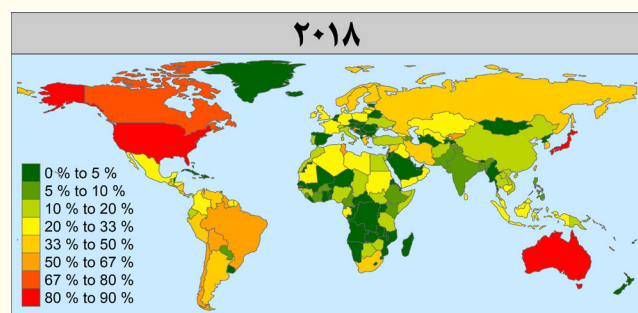 ۲۰۱۸
0 % to 5 %
5 % to 10 %
10 % to 20 %
20 % to 33 %
33 % to 50 %
50 % to 67 %
67 % to 80 %
80 % to 90 %